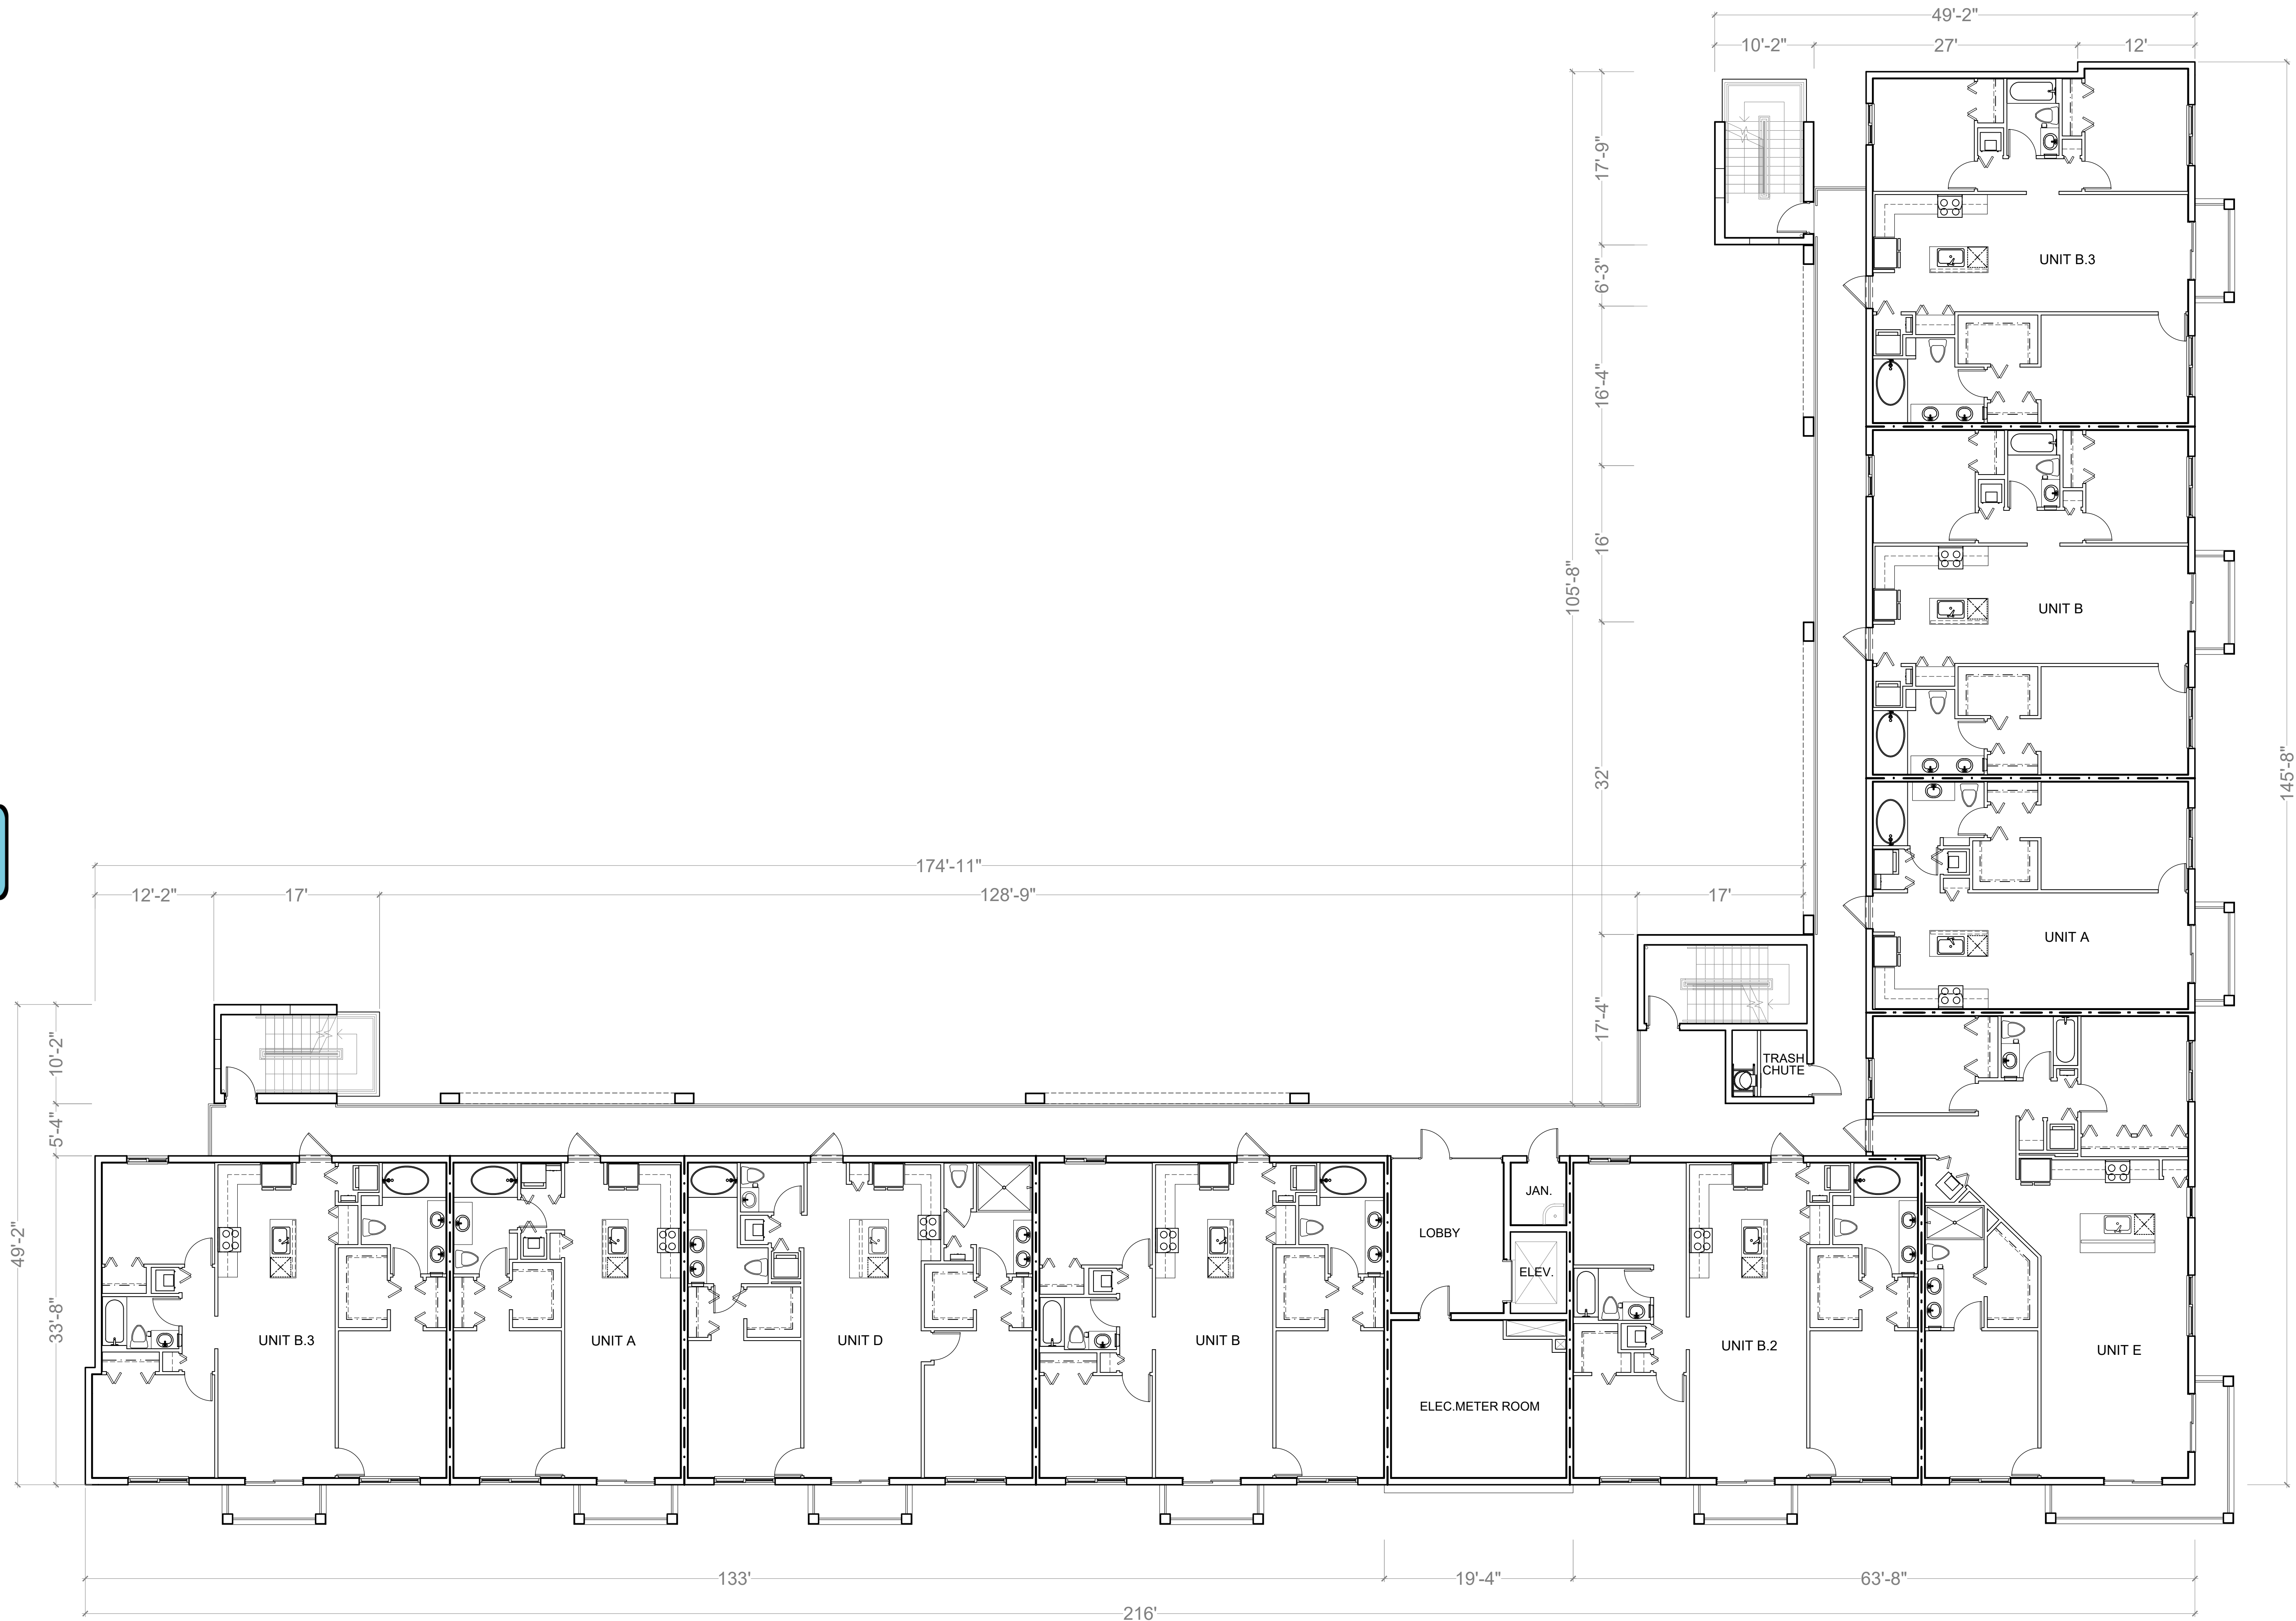 49'-2"
10'-2"
27'
12'
17'-9"
6'-3"
UNIT B.3
16'-4"
16'
105'-8"
UNIT B
32'
145'-8"
174'-11"
12'-2"
17'
128'-9"
17'
UNIT A
17'-4"
10'-2"
TRASH
CHUTE
5'-4"
49'-2"
33'-8"
JAN.
LOBBY
ELEV.
UNIT B.3
UNIT A
UNIT D
UNIT B
UNIT B.2
UNIT E
ELEC.METER ROOM
133'
19'-4"
63'-8"
216'